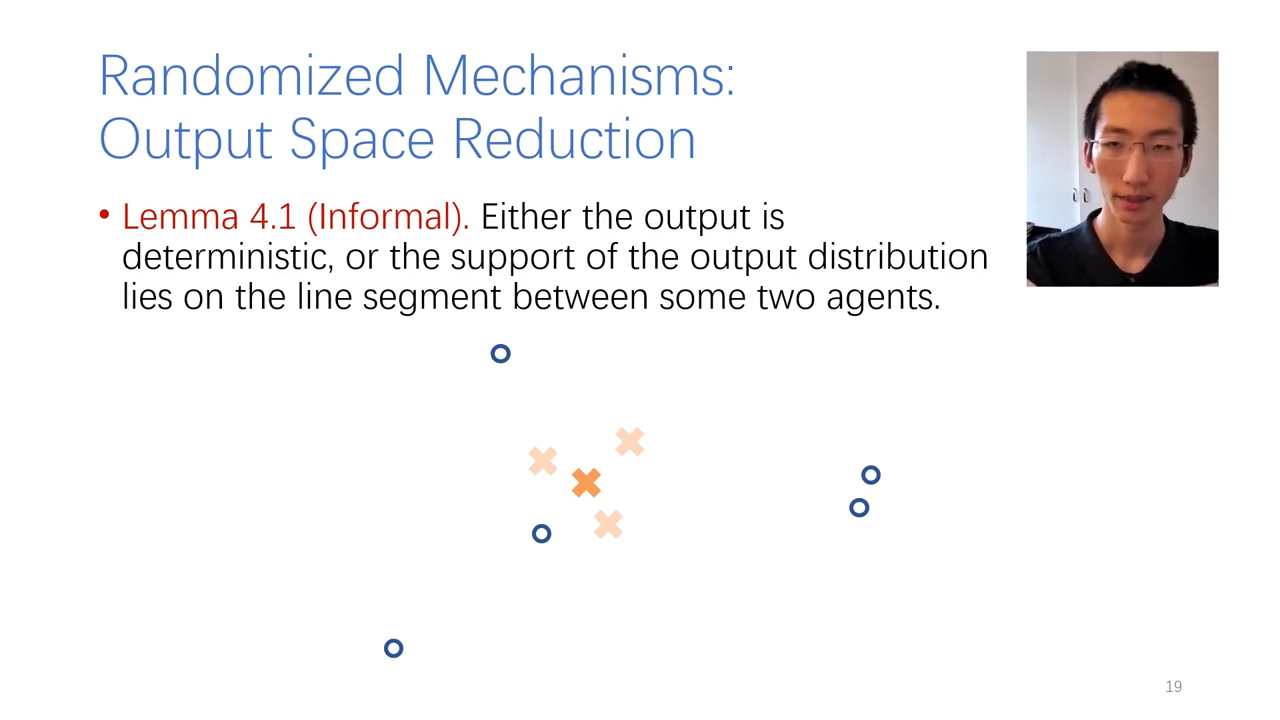 Randomized Mechanisms:
Output Space Reduction
• Lemma 4.1 (Informal). Either the output is
deterministic, or the support of the output distribution
lies on the line segment between some two agents.
19